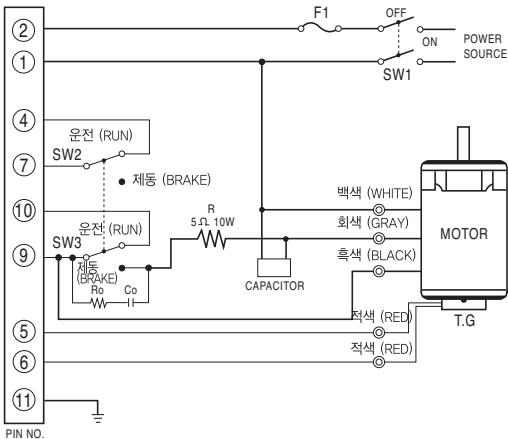 F1
OFF
ON
POWER
SOURCE
SW1
2
1
4
7
10
9
5
6
11
PIN NO.
운전 (RUN)
SW2
제동 (BRAKE)
운전 (RUN)
SW3
제동
(BRAKE)
Ro
Co
R
5 Ω 10W
CAPACITOR
백색 (WHITE)
회색 (GRAY)
흑색 (BLACK)
적색 (RED)
적색 (RED)
MOTOR
T.G